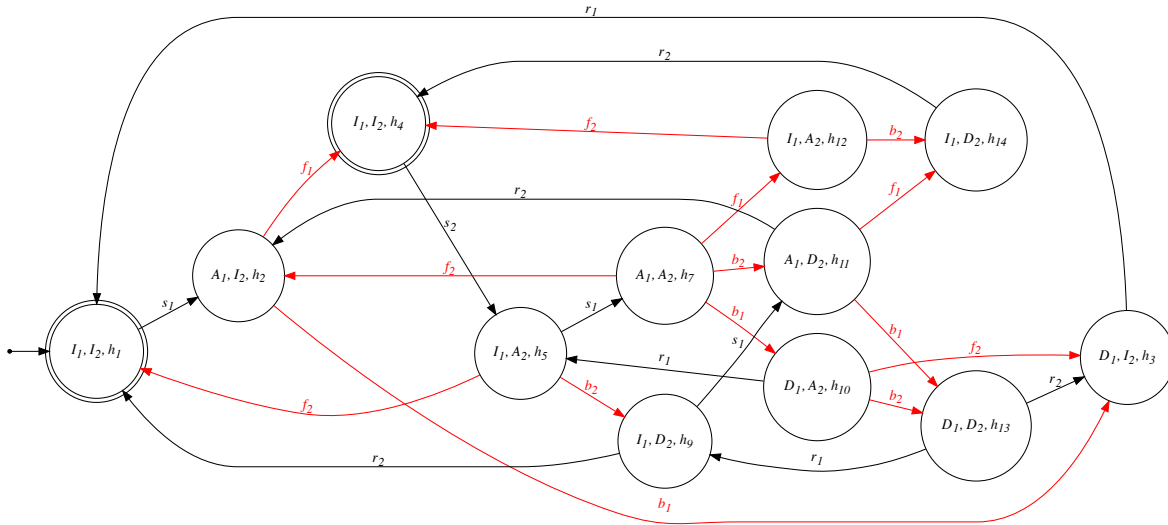 r1
r2
I1, I2, h4
f2
I1, A2, h12
b2
I1, D2, h14
f1
f1
f1
r2
s2
A1, I2, h2
f2
A1, A2, h7
b2
A1, D2, h11
s1
s1
b1
b1
I1, I2, h1
I1, A2, h5
r1
s1
f2
D1, I2, h3
D1, A2, h10
b2
b2
r2
f2
I1, D2, h9
D1, D2, h13
r2
r1
b1